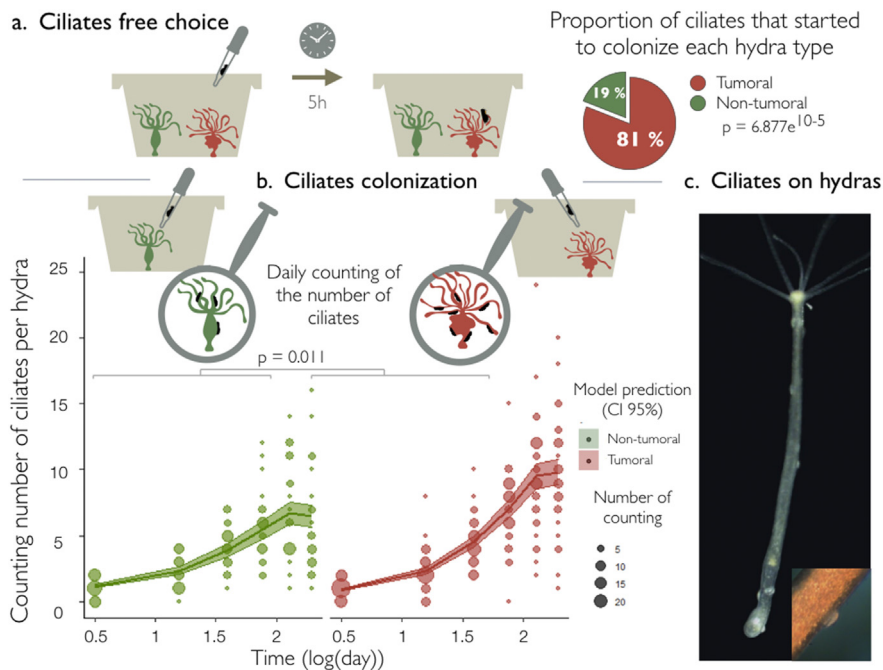 a. Ciliates free choice
5h
Proportion of ciliates that started
to colonize each hydra type
19 %
81 %
Tumoral
Non-tumoral
p = 6.877e10-5
b. Ciliates colonization
Daily counting of
the number of
ciliates
p = 0.011
Counting number of ciliates per hydra
25
20
15
10
5
0
0.5
1
1.5
2
0.5
1
1.5
2
Time (log(day))
Model prediction
(CI 95%)
Non-tumoral
Tumoral
Number of
counting
5
10
15
20
c. Ciliates on hydras